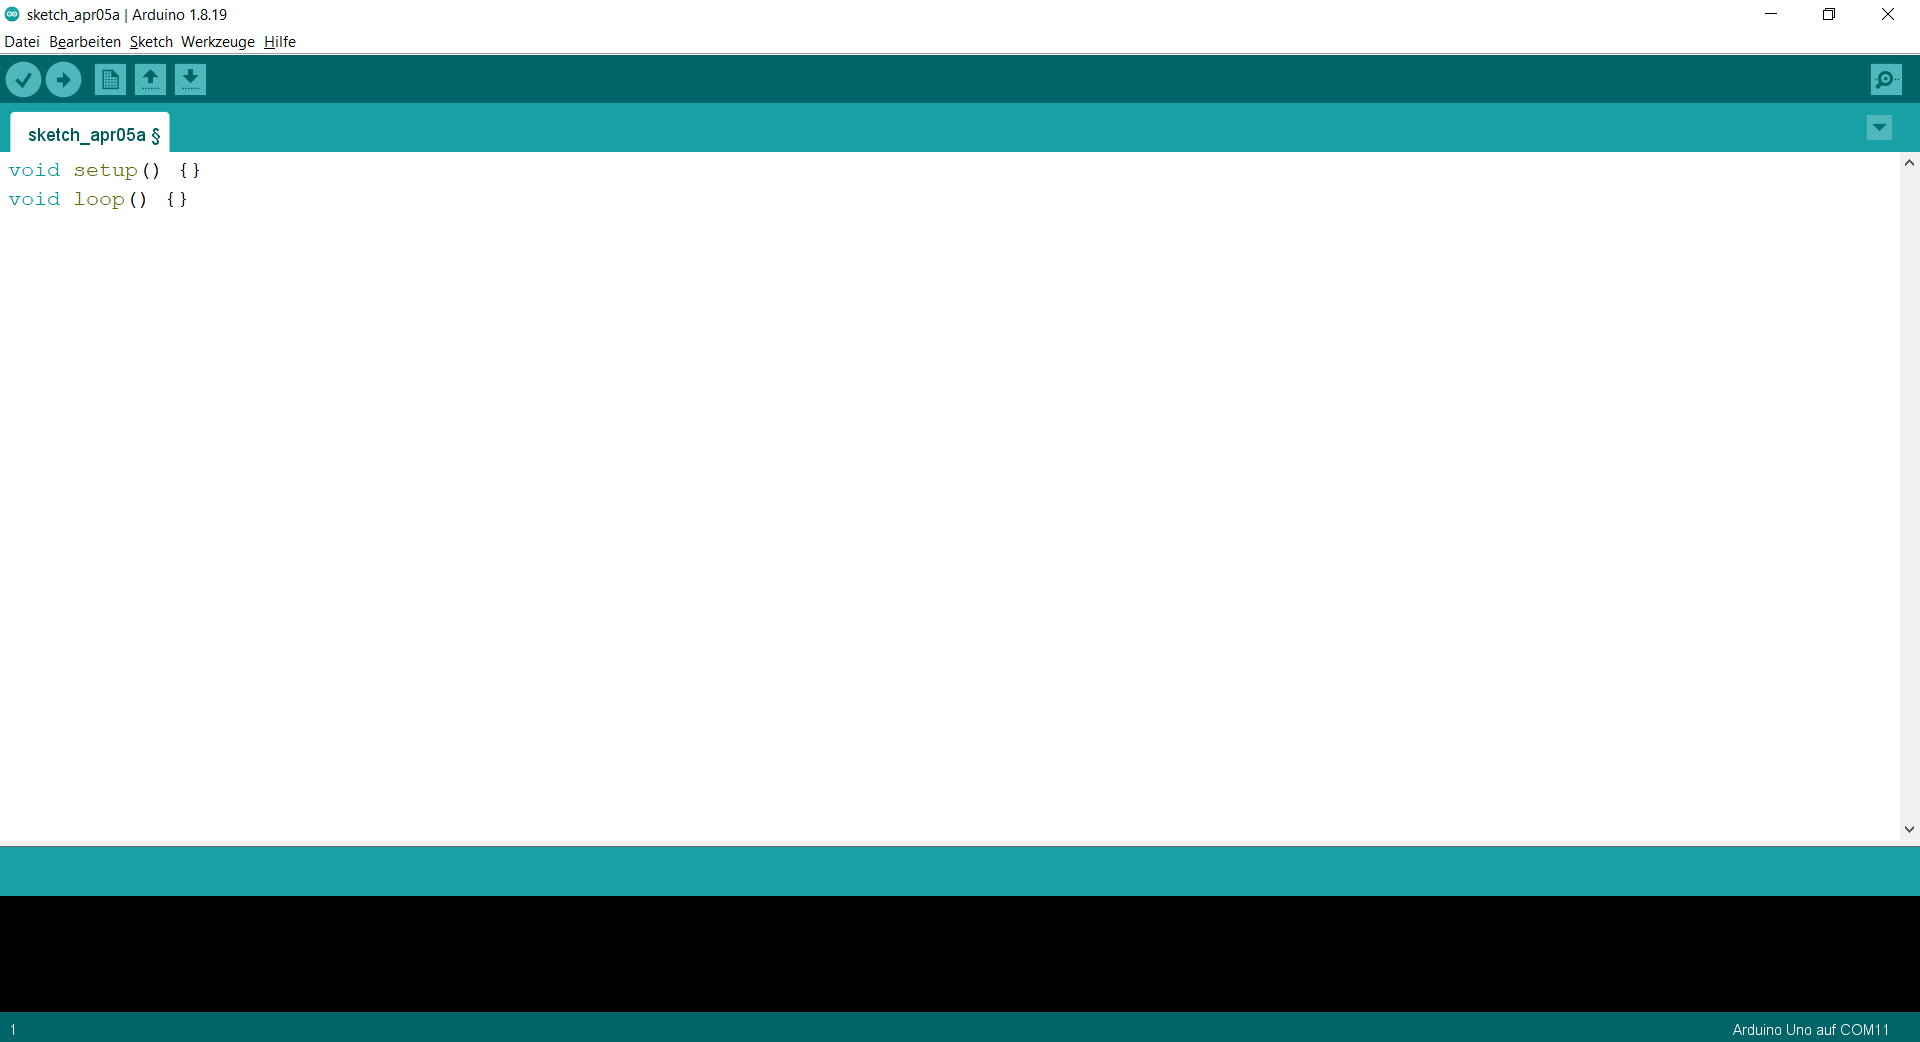 sketch_apr05a | Arduino 1.8.19
Datei Bearbeiten Sketch Werkzeuge Hilfe
sketch_apr05a §
void setup() {}
void loop() {}
1
Arduino Uno auf COM11